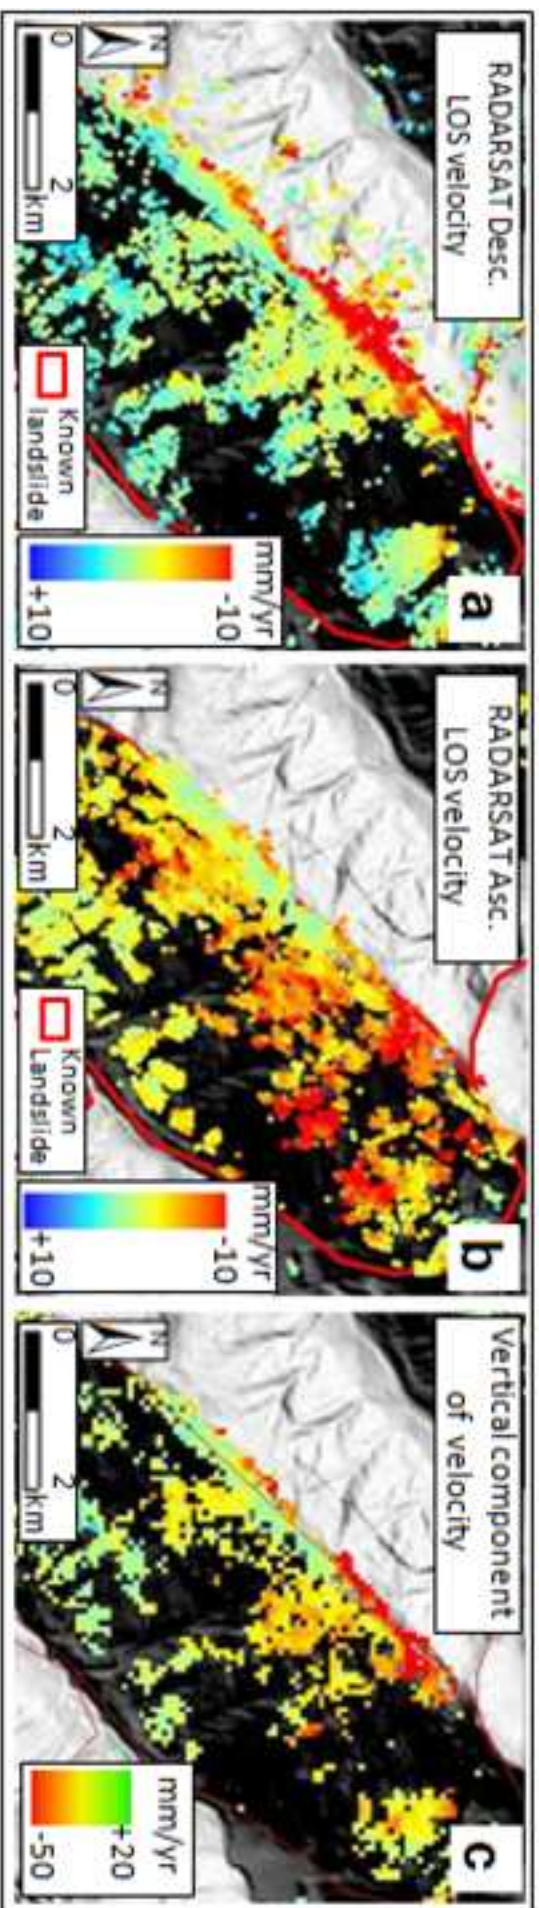 RADARSAT Desc.
LOS velocity
a
N
0 2 km
Known
landslide
mm/yr
-10
+10
RADARSAT Asc.
LOS velocity
b
N
0 2 km
Known
Landslide
mm/yr
-10
+10
Vertical component
of velocity
c
N
0 2 km
mm/yr
+20
-50